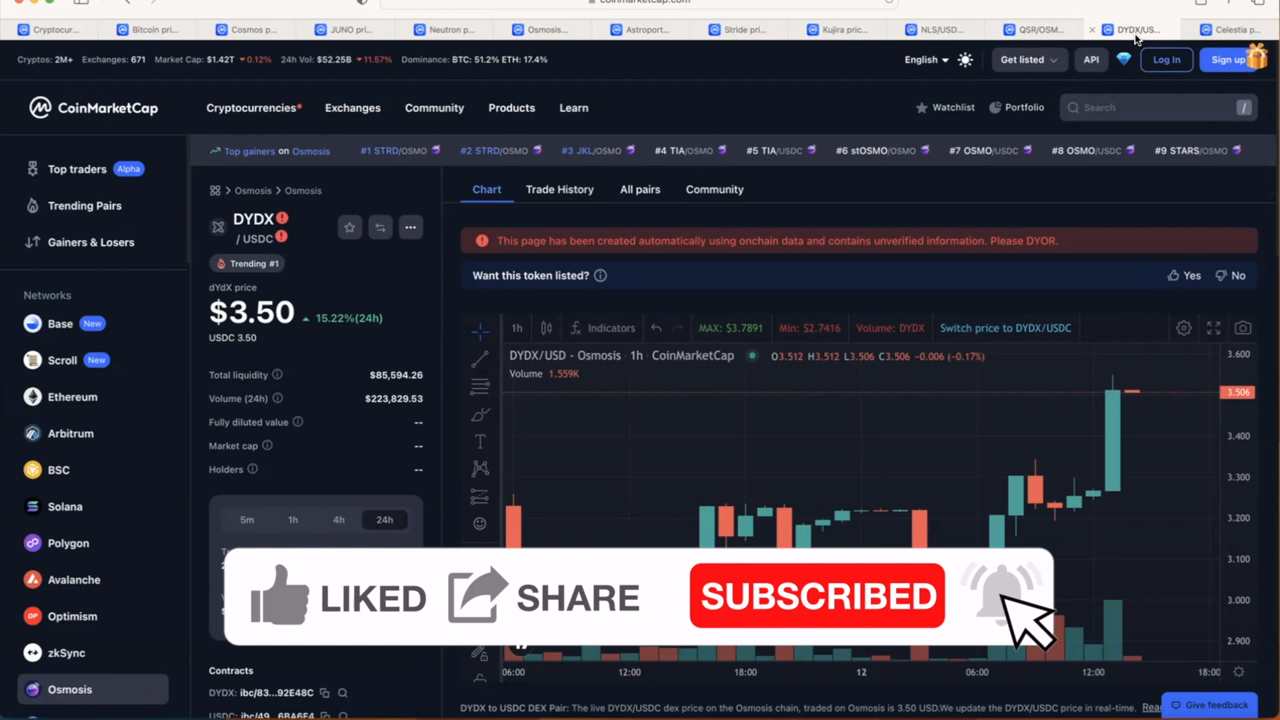 coinmarketcap.com
Cryptocur... Bitcoin pri... Cosmos p... JUNO pri... Neutron p... Osmosis... Astroport... Stride pri... Kujira price... NLS/USD... QSR/OSM... DYDX/US... Celestia p...
Cryptos: 2M+ Exchanges: 671 Market Cap: $1.42T 0.12% 24h Vol: $52.25B 11.57% Dominance: BTC: 51.2% ETH: 17.4% English Get listed API Log In Sign up
CoinMarketCap Cryptocurrencies Exchanges Community Products Learn Watchlist Portfolio Search /
Top gainers on Osmosis #1 STRD/OSMO #2 STRD/OSMO #3 JKL/OSMO #4 TIA/OSMO #5 TIA/USDC #6 stOSMO/OSMO #7 OSMO/USDC #8 OSMO/USDC #9 STARS/OSMO
Top traders Alpha
Trending Pairs
Gainers & Losers
Networks
Base New
Scroll New
Ethereum
Arbitrum
BSC
Solana
Polygon
Avalanche
Optimism
zkSync
Osmosis
Osmosis Osmosis
DYDX
/ USDC
Trending #1
dYdX price
$3.50 15.22%(24h)
USDC 3.50
Total liquidity $85,594.26
Volume (24h) $223,829.53
Fully diluted value --
Market cap --
Holders --
5m 1h 4h 24h
Contracts
DYDX: ibc/83...92E48C
USDC: ibc/49...6BA6F4
Chart Trade History All pairs Community
This page has been created automatically using onchain data and contains unverified information. Please DYOR.
Want this token listed? Yes No
1h Indicators MAX: $3.7891 Min: $2.7416 Volume: DYDX Switch price to DYDX/USDC
DYDX/USD - Osmosis · 1h · CoinMarketCap O3.512 H3.512 L3.506 C3.506 -0.006 (-0.17%)
Volume 1.559K
3.600
3.506
3.400
3.300
3.200
3.100
3.000
2.900
06:00 12:00 18:00 12 06:00 12:00 18:00
LIKED SHARE SUBSCRIBED
DYDX to USDC DEX Pair: The live DYDX/USDC dex price on the Osmosis chain, traded on Osmosis is 3.50 USD.We update the DYDX/USDC price in real-time.
Give feedback